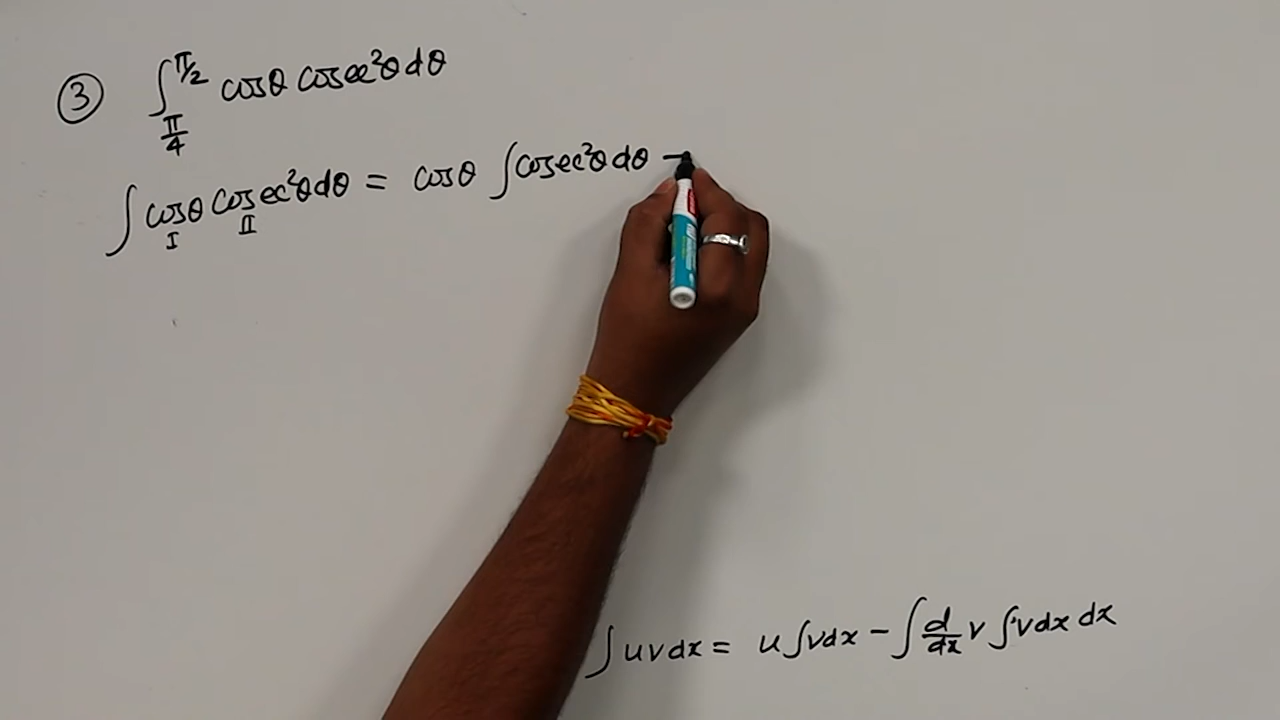 ③ ∫_{π/4}^{π/2} cosθ cosec²θ dθ
∫ cosθ cosec²θ dθ = cosθ ∫ cosec²θ dθ −
I II
∫ u v dx = u ∫ v dx − ∫ d/dx v ∫ v dx dx